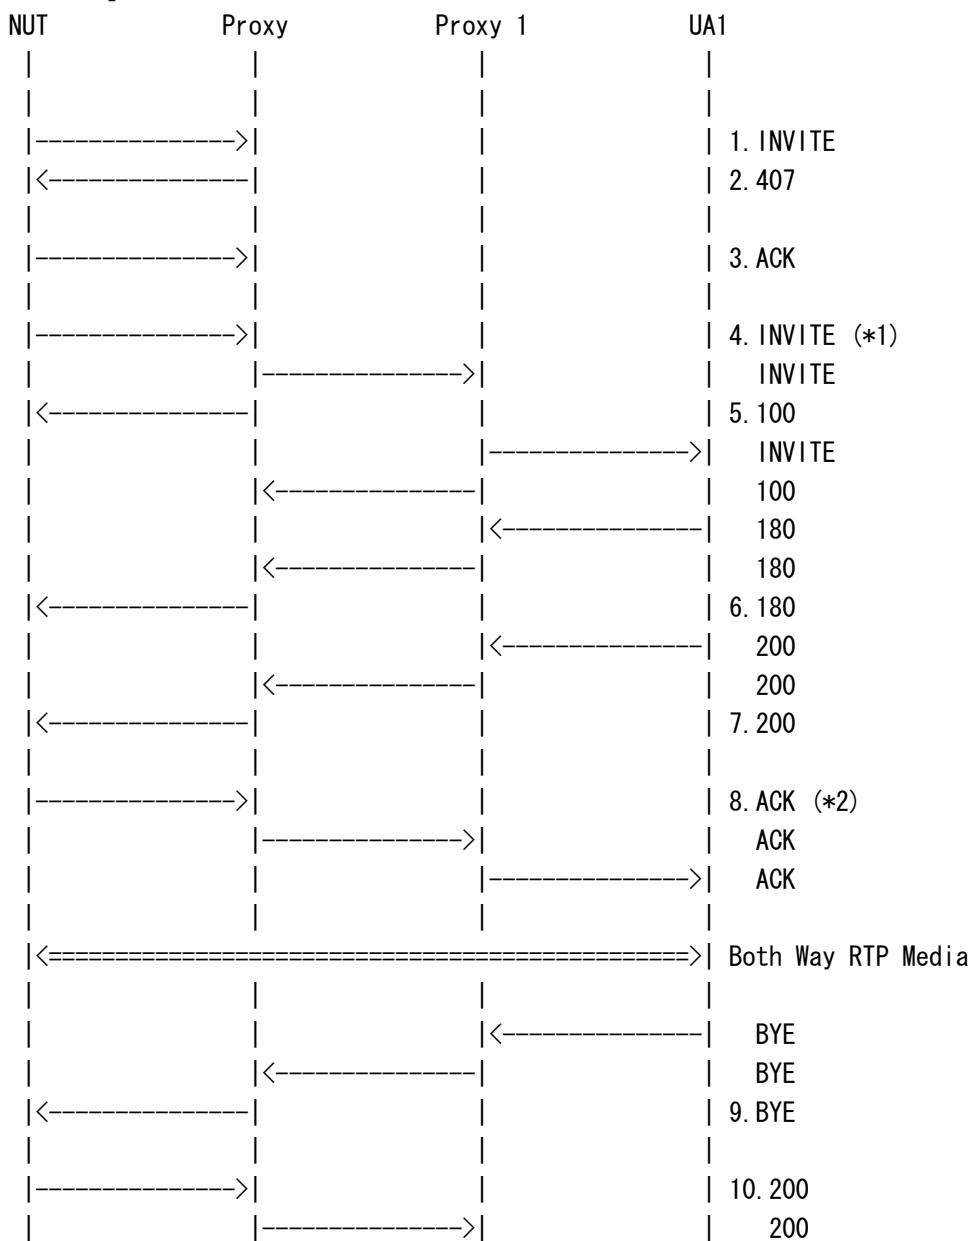 NUT Proxy Proxy 1 UA1
1. INVITE
2. 407
3. ACK
4. INVITE (*1)
INVITE
5. 100
INVITE
100
180
180
6. 180
200
200
7. 200
8. ACK (*2)
ACK
ACK
Both Way RTP Media
BYE
BYE
9. BYE
10. 200
200